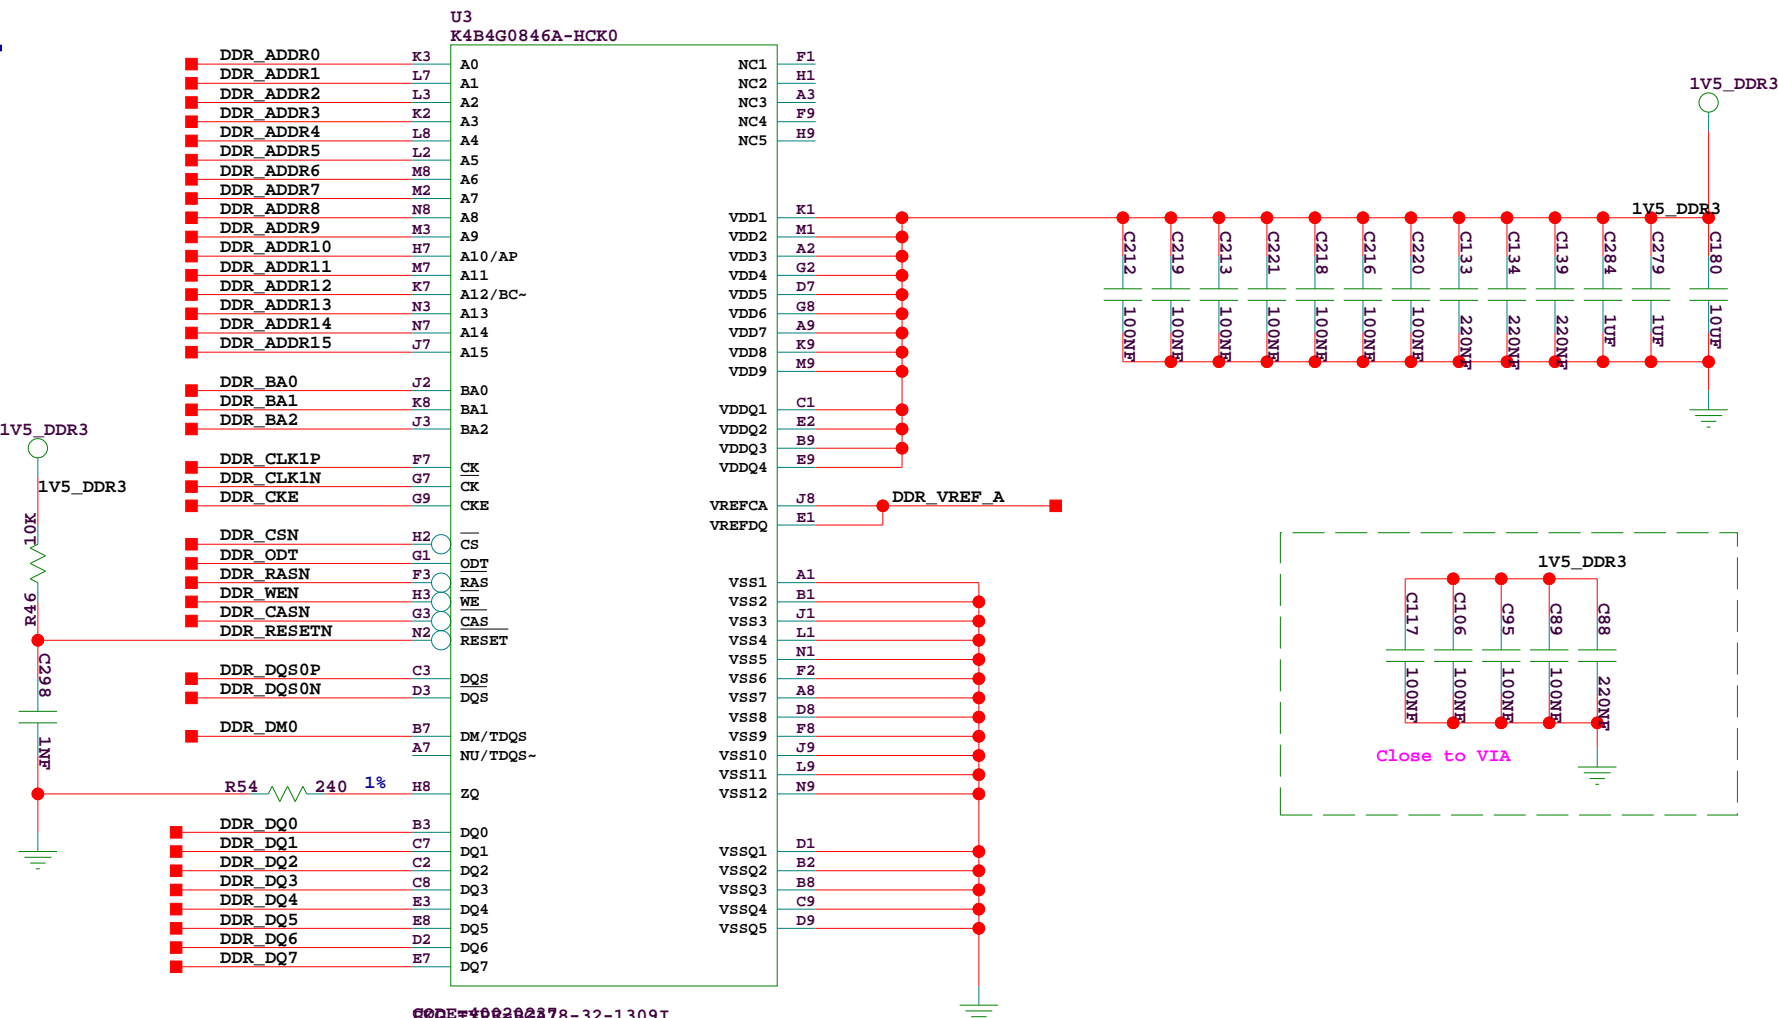 U3
K4B4G0846A-HCK0
DDR_ADDR0 K3 A0
DDR_ADDR1 L7 A1
DDR_ADDR2 L3 A2
DDR_ADDR3 K2 A3
DDR_ADDR4 L8 A4
DDR_ADDR5 L2 A5
DDR_ADDR6 M8 A6
DDR_ADDR7 M2 A7
DDR_ADDR8 N8 A8
DDR_ADDR9 M3 A9
DDR_ADDR10 H7 A10/AP
DDR_ADDR11 M7 A11
DDR_ADDR12 K7 A12/BC~
DDR_ADDR13 N3 A13
DDR_ADDR14 N7 A14
DDR_ADDR15 J7 A15
DDR_BA0 J2 BA0
DDR_BA1 K8 BA1
DDR_BA2 J3 BA2
DDR_CLK1P F7 CK
DDR_CLK1N G7 CK
DDR_CKE G9 CKE
DDR_CSN H2 CS
DDR_ODT G1 ODT
DDR_RASN F3 RAS
DDR_WEN H3 WE
DDR_CASN G3 CAS
DDR_RESETN N2 RESET
DDR_DQS0P C3 DQS
DDR_DQS0N D3 DQS
DDR_DM0 B7 DM/TDQS
A7 NU/TDQS~
R54 240 1% H8 ZQ
DDR_DQ0 B3 DQ0
DDR_DQ1 C7 DQ1
DDR_DQ2 C2 DQ2
DDR_DQ3 C8 DQ3
DDR_DQ4 E3 DQ4
DDR_DQ5 E8 DQ5
DDR_DQ6 D2 DQ6
DDR_DQ7 E7 DQ7
1V5_DDR3
1V5_DDR3
10K
R46
C298
1NF
NC1 F1
NC2 H1
NC3 A3
NC4 F9
NC5 H9
VDD1 K1
VDD2 M1
VDD3 A2
VDD4 G2
VDD5 D7
VDD6 G8
VDD7 A9
VDD8 K9
VDD9 M9
VDDQ1 C1
VDDQ2 E2
VDDQ3 B9
VDDQ4 E9
VREFCA J8 DDR_VREF_A
VREFDQ E1
VSS1 A1
VSS2 B1
VSS3 J1
VSS4 L1
VSS5 N1
VSS6 F2
VSS7 A8
VSS8 D8
VSS9 F8
VSS10 J9
VSS11 L9
VSS12 N9
VSSQ1 D1
VSSQ2 B2
VSSQ3 B8
VSSQ4 C9
VSSQ5 D9
1V5_DDR3
1V5_DDR3
C212 C219 C213 C221 C218 C216 C220 C133 C134 C139 C284 C279 C180
100NF 100NF 100NF 100NF 100NF 100NF 100NF 220NF 220NF 220NF 1UF 1UF 10UF
1V5_DDR3
C117 C106 C95 C89 C88
100NF 100NF 100NF 100NF 220NF
Close to VIA